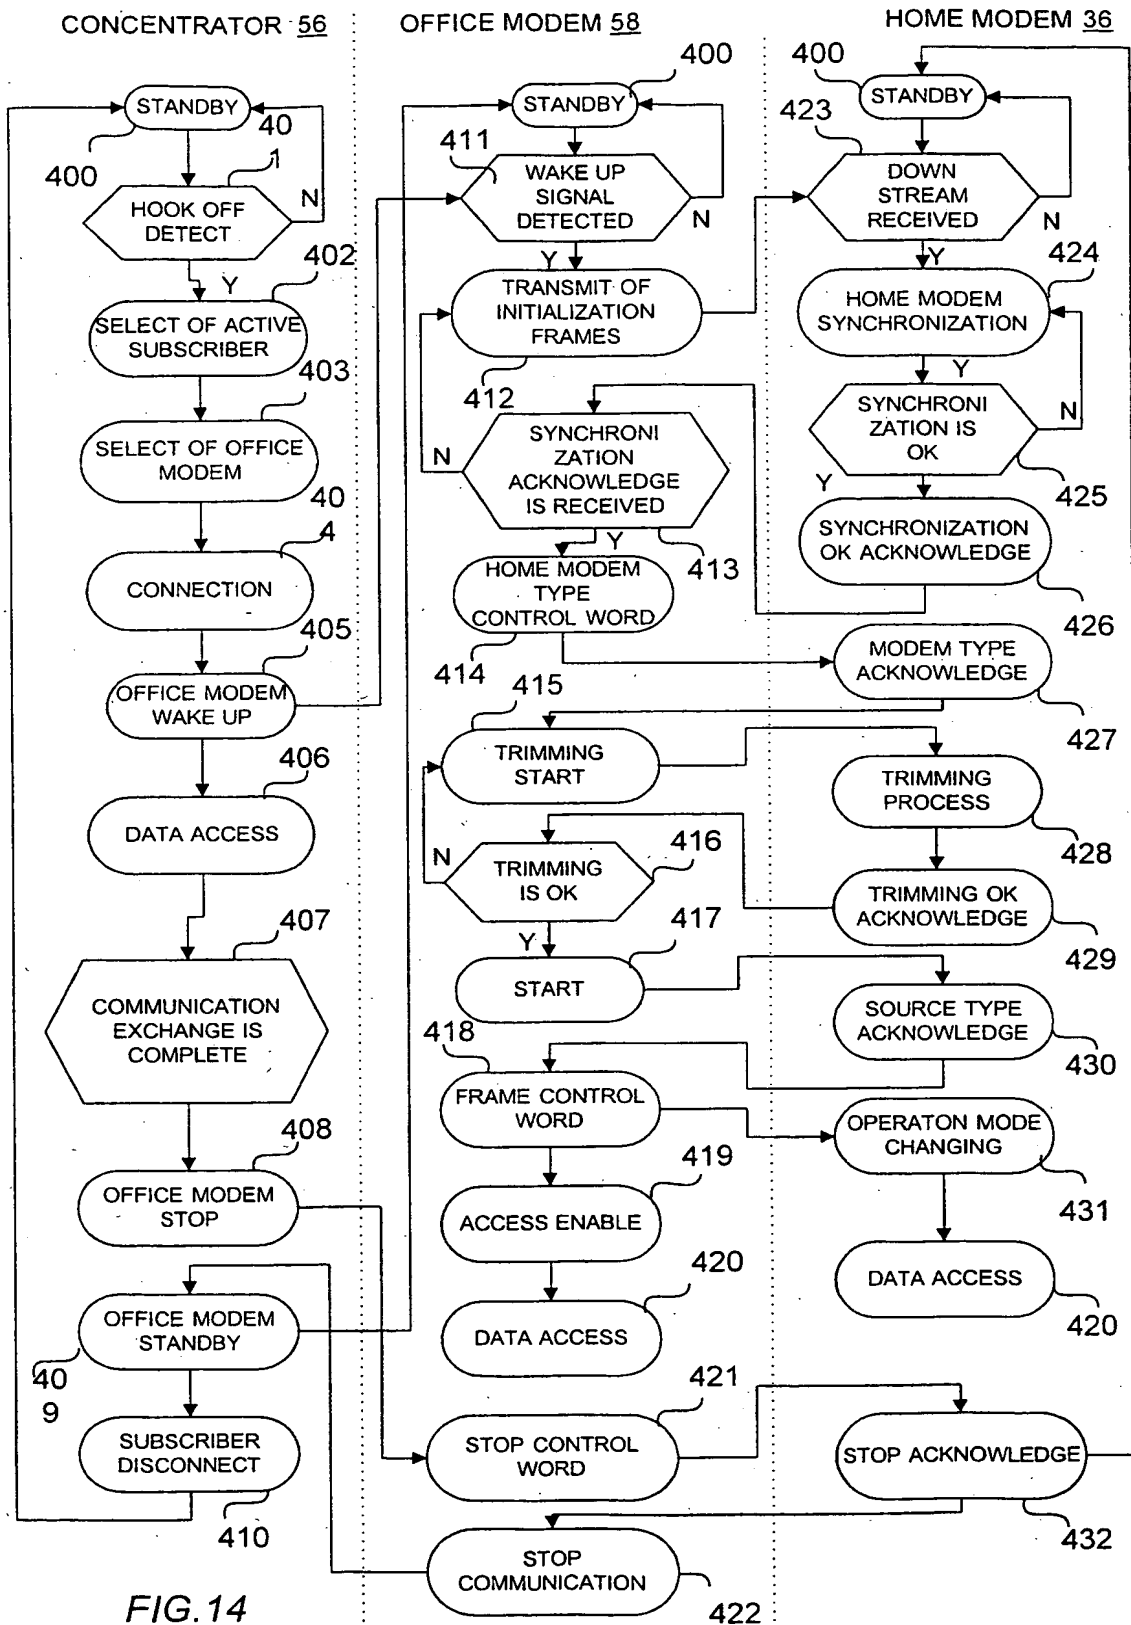 CONCENTRATOR 56
STANDBY
400
40
1
HOOK OFF
DETECT
N
Y
402
SELECT OF ACTIVE
SUBSCRIBER
403
SELECT OF OFFICE
MODEM
40
4
CONNECTION
405
OFFICE MODEM
WAKE UP
406
DATA ACCESS
407
COMMUNICATION
EXCHANGE IS
COMPLETE
408
OFFICE MODEM
STOP
OFFICE MODEM
STANDBY
40
9
SUBSCRIBER
DISCONNECT
410
OFFICE MODEM 58
400
STANDBY
411
WAKE UP
SIGNAL
DETECTED
N
Y
TRANSMIT OF
INITIALIZATION
FRAMES
412
SYNCHRONI
ZATION
ACKNOWLEDGE
IS RECEIVED
N
Y
413
HOME MODEM
TYPE
CONTROL WORD
414
415
TRIMMING
START
416
N
TRIMMING
IS OK
Y
417
START
418
FRAME CONTROL
WORD
419
ACCESS ENABLE
420
DATA ACCESS
421
STOP CONTROL
WORD
STOP
COMMUNICATION
422
HOME MODEM 36
400
STANDBY
423
DOWN
STREAM
RECEIVED
N
Y
424
HOME MODEM
SYNCHRONIZATION
Y
SYNCHRONI
ZATION IS
OK
N
Y
425
SYNCHRONIZATION
OK ACKNOWLEDGE
426
MODEM TYPE
ACKNOWLEDGE
427
TRIMMING
PROCESS
428
TRIMMING OK
ACKNOWLEDGE
429
SOURCE TYPE
ACKNOWLEDGE
430
OPERATON MODE
CHANGING
431
DATA ACCESS
420
STOP ACKNOWLEDGE
432
FIG.14